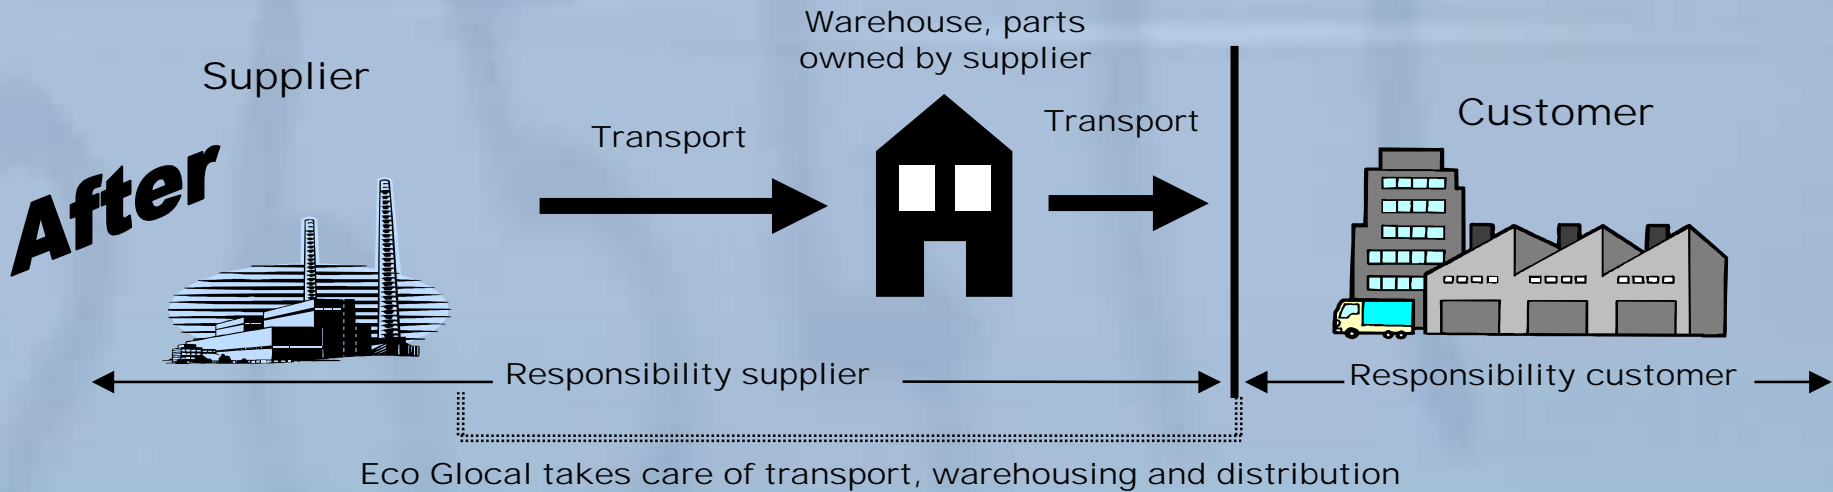 Warehouse, parts
owned by supplier
Supplier
After
Transport
Transport
Customer
Responsibility supplier
Responsibility customer
Eco Glocal takes care of transport, warehousing and distribution